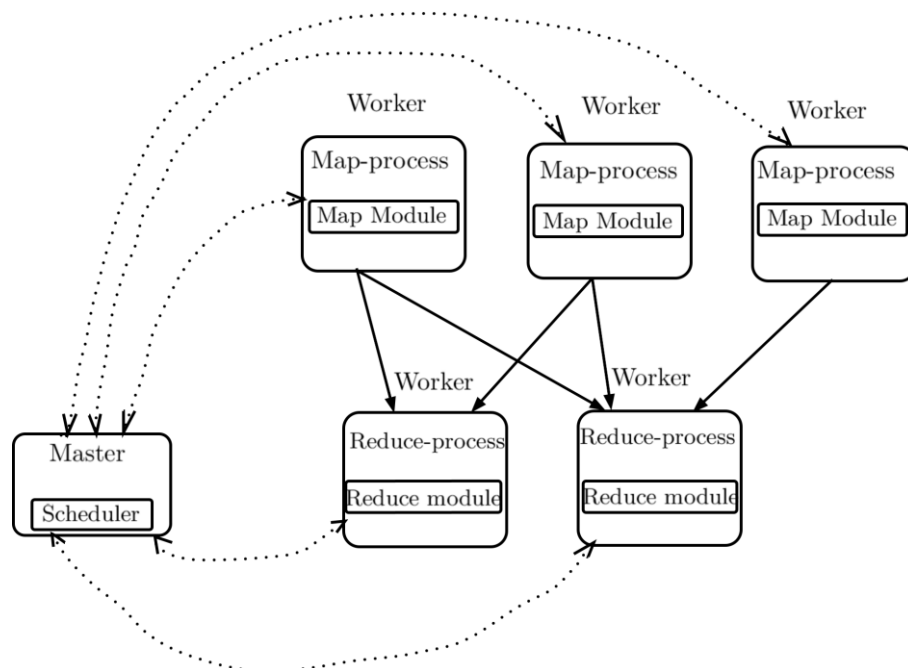 Worker
Worker
Worker
Map-process
Map-process
Map-process
Map Module
Map Module
Map Module
Worker
Worker
Reduce-process
Reduce-process
Master
Reduce module
Reduce module
Scheduler